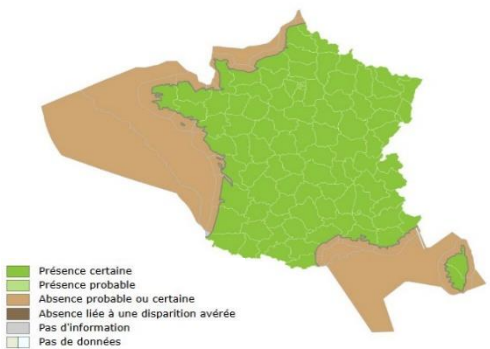 Présence certaine
Présence probable
Absence probable ou certaine
Absence liée à une disparition avérée
Pas d'information
Pas de données